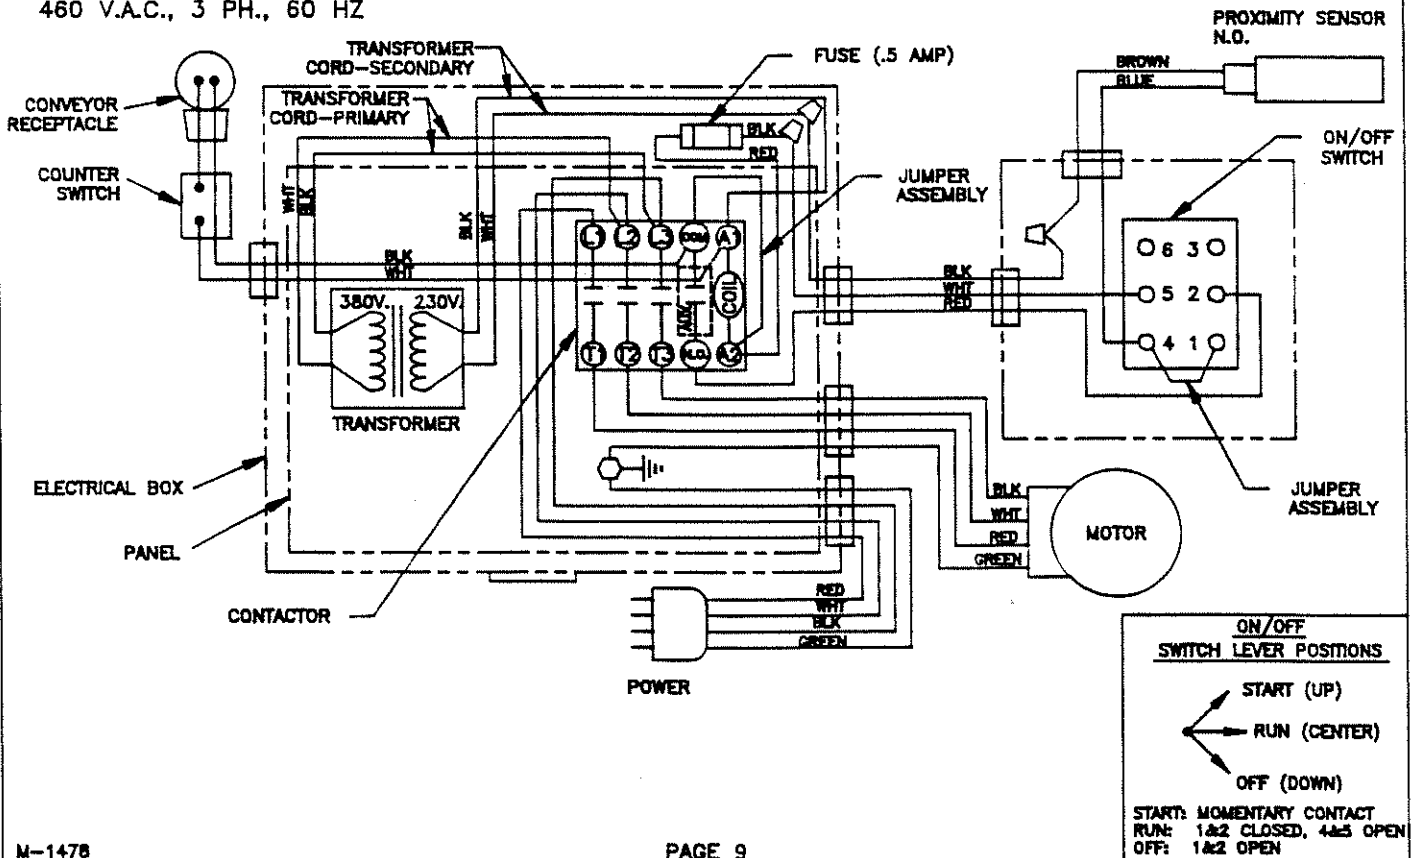 460 V.A.C., 3 PH., 60 HZ
PROXIMITY SENSOR
N.O.
TRANSFORMER
CORD-SECONDARY
FUSE (.5 AMP)
BROWN
BLUE
CONVEYOR
RECEPTACLE
TRANSFORMER
CORD-PRIMARY
BLK
RED
ON/OFF
SWITCH
COUNTER
SWITCH
JUMPER
ASSEMBLY
WHT
BLK
BLK
WHT
L1 L2 L3 COM A1
6 3
BLK
WHT
BLK
WHT
RED
5 2
380V. 230V.
AUX.
COIL
4 1
T1 T2 T3 N.O. A2
TRANSFORMER
ELECTRICAL BOX
JUMPER
ASSEMBLY
BLK
WHT
RED
GREEN
MOTOR
PANEL
CONTACTOR
RED
WHT
BLK
GREEN
POWER
ON/OFF
SWITCH LEVER POSITIONS
START (UP)
RUN (CENTER)
OFF (DOWN)
START: MOMENTARY CONTACT
RUN: 1&2 CLOSED, 4&5 OPEN
OFF: 1&2 OPEN
M-1478
PAGE 9